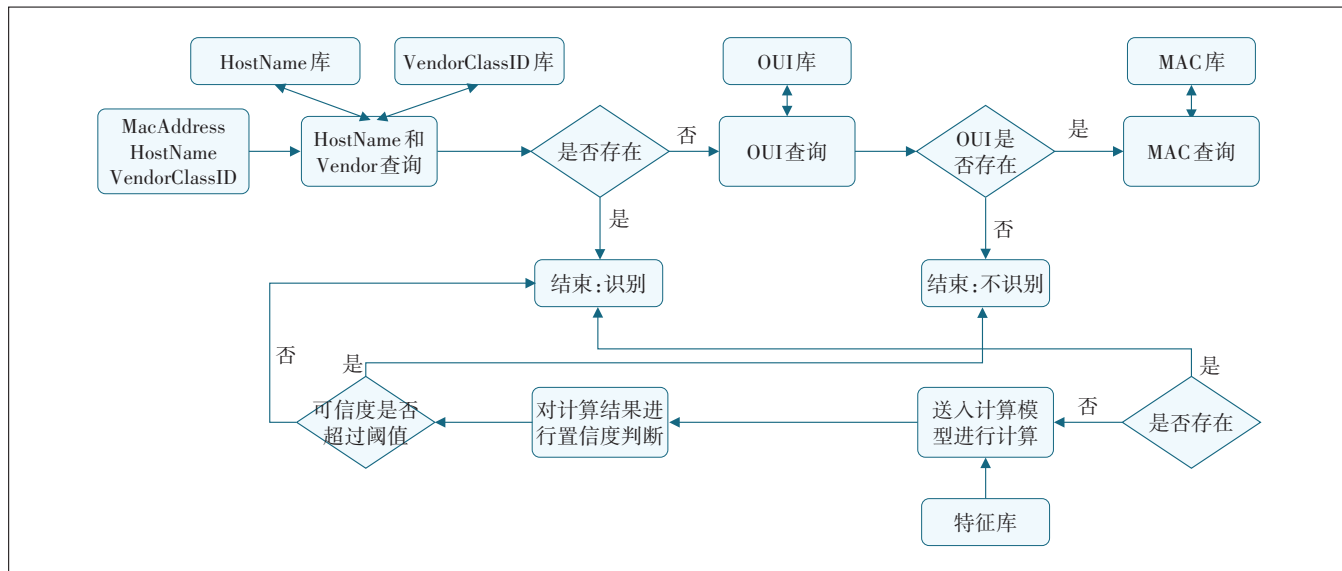 HostName库
VendorClassID库
OUI库
MAC库
MacAddress
HostName
VendorClassID
HostName和
Vendor查询
是否存在
否
OUI查询
OUI是
否存在
是
MAC查询
是
否
结束:识别
结束:不识别
否
是
是
可信度是否
超过阈值
对计算结果进
行置信度判断
送入计算模
型进行计算
否
是否存在
特征库